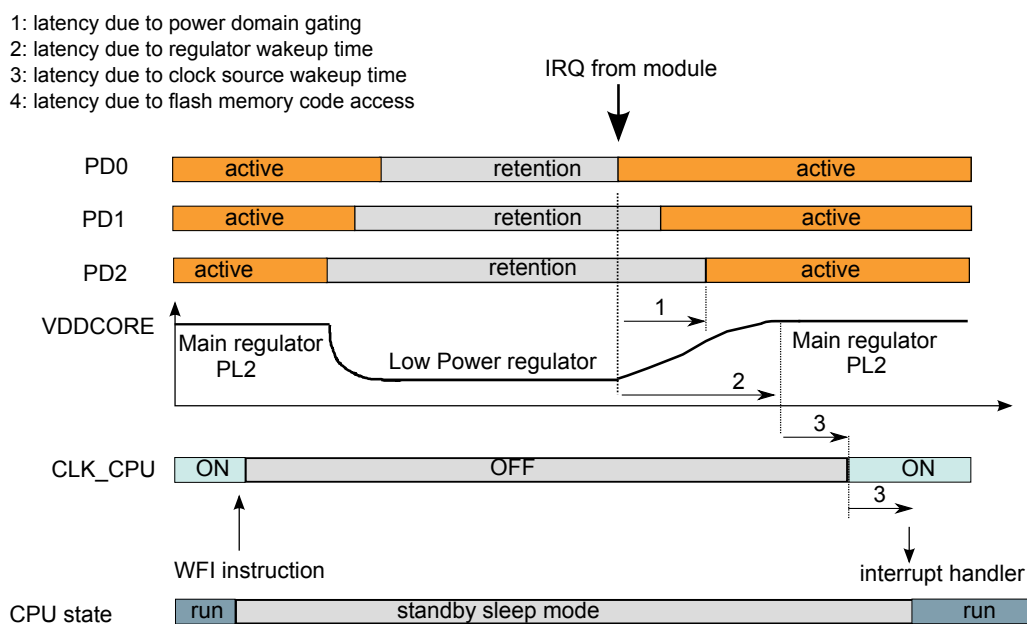 1: latency due to power domain gating
2: latency due to regulator wakeup time
3: latency due to clock source wakeup time
4: latency due to flash memory code access
IRQ from module
PD0 active retention active
PD1 active retention active
PD2 active retention active
1
VDDCORE
Main regulator
PL2
Low Power regulator
Main regulator
PL2
2
3
CLK_CPU ON OFF ON
3
WFI instruction
interrupt handler
CPU state run standby sleep mode run